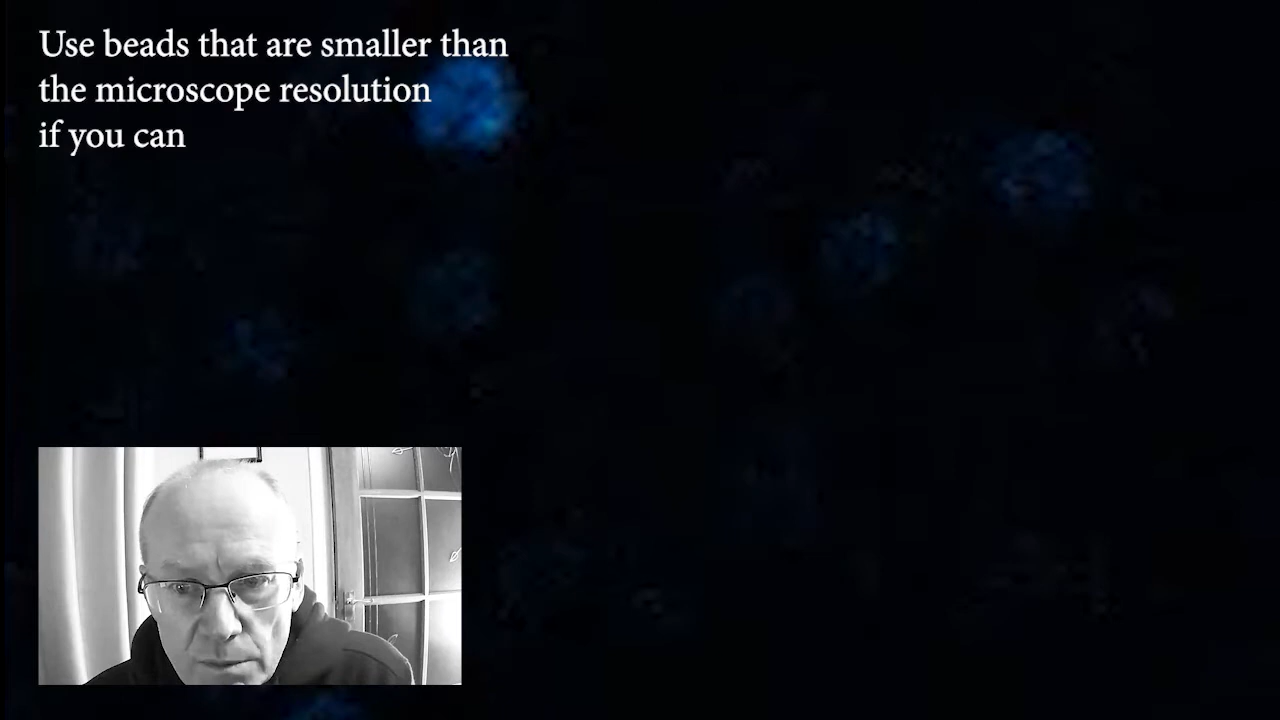 Use beads that are smaller than
the microscope resolution
if you can